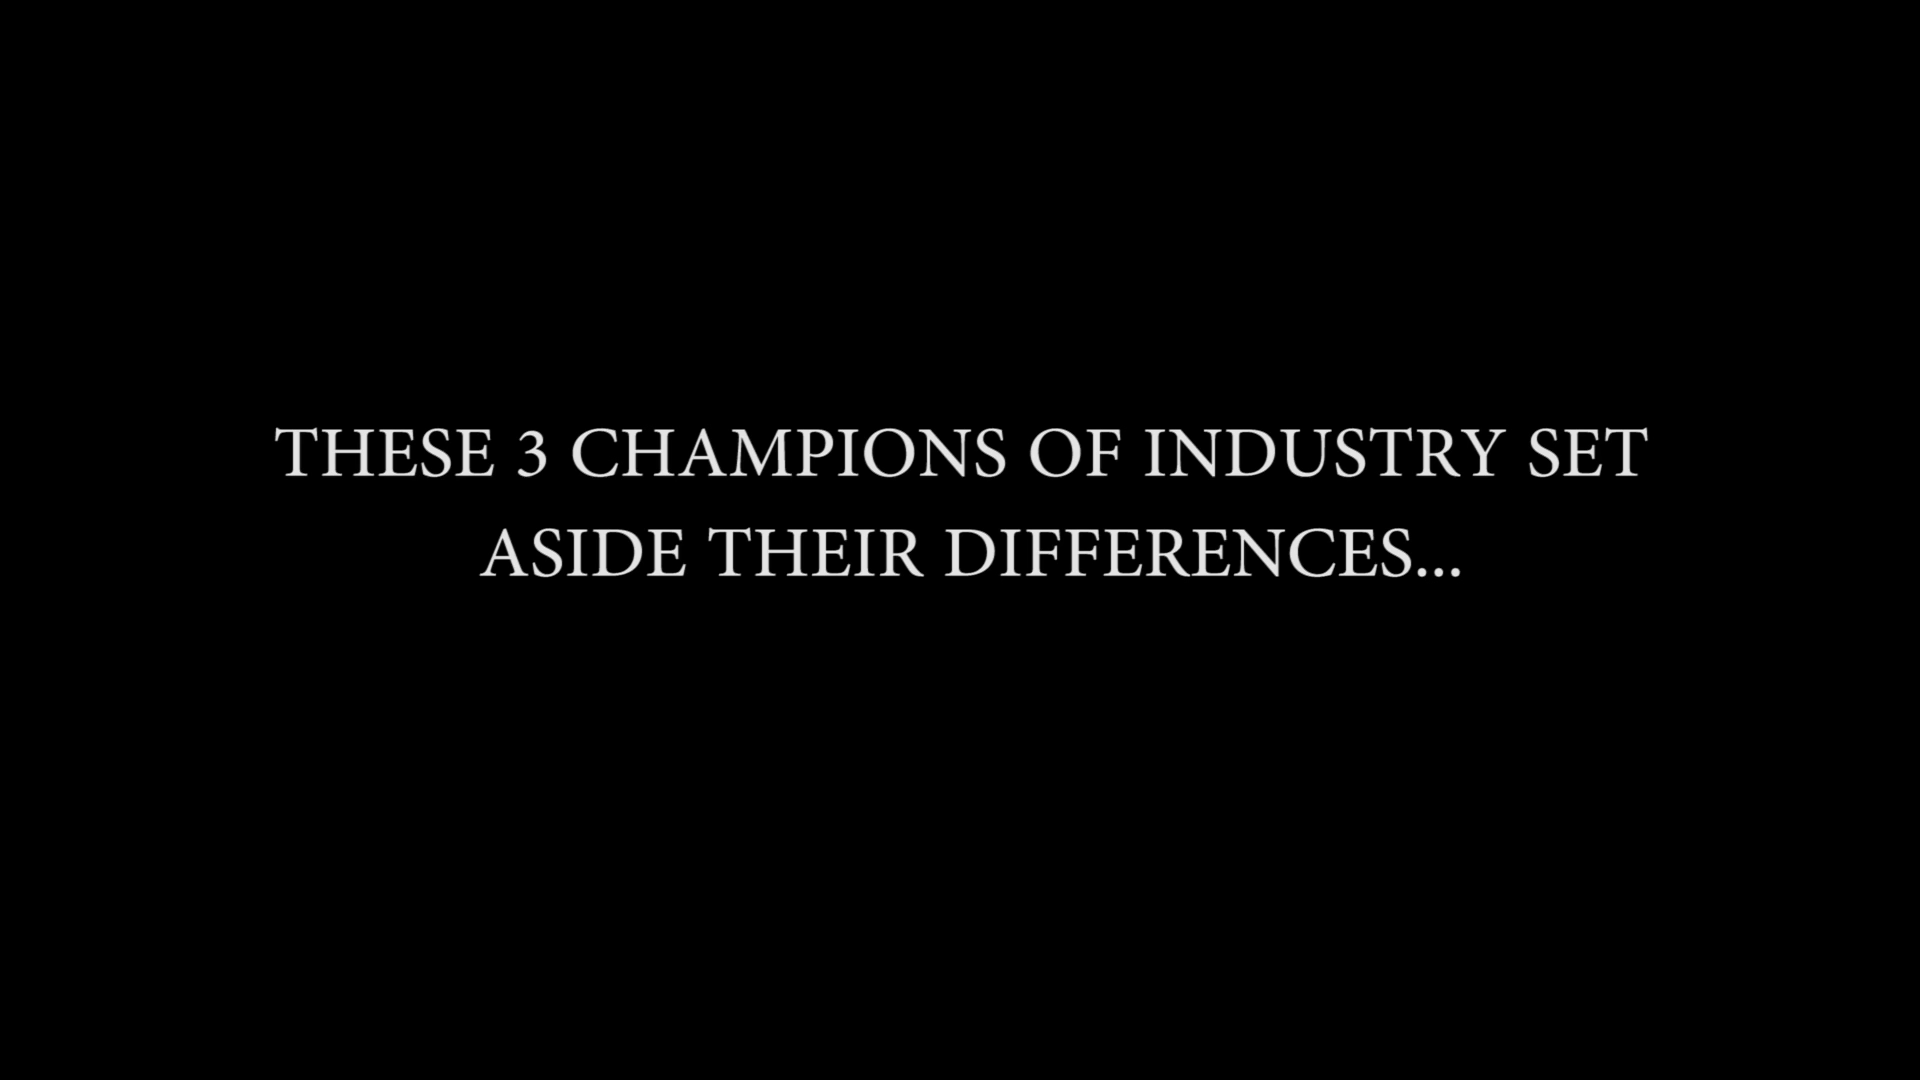 THESE 3 CHAMPIONS OF INDUSTRY SET
ASIDE THEIR DIFFERENCES...